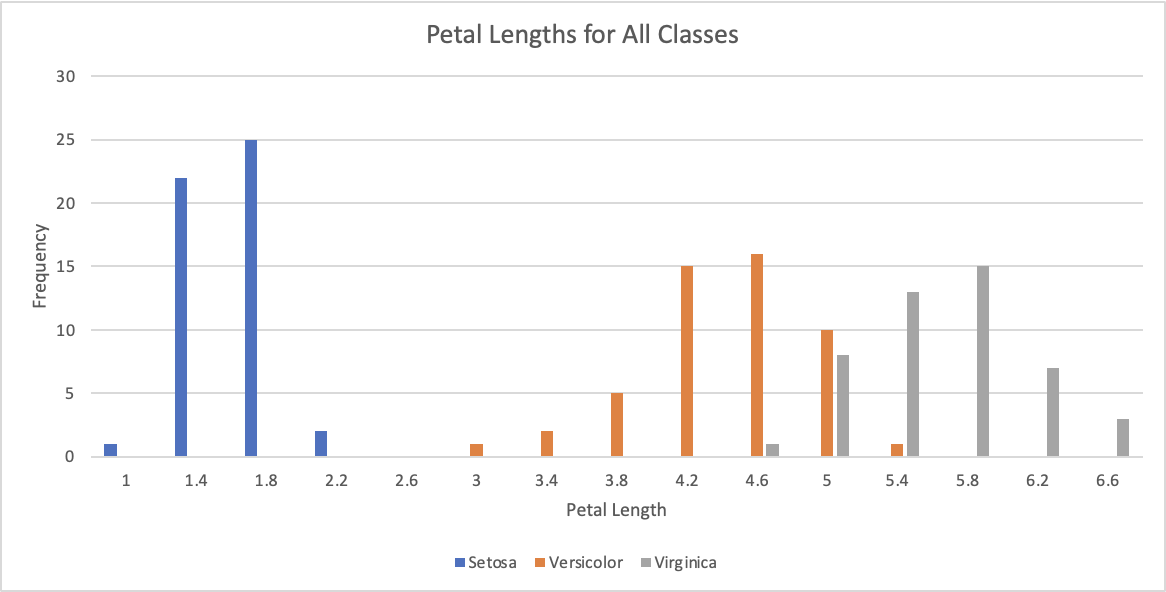 Petal Lengths for All Classes
30
25
20
15
10
5
0
Frequency
1 1.4 1.8 2.2 2.6 3 3.4 3.8 4.2 4.6 5 5.4 5.8 6.2 6.6
Petal Length
Setosa Versicolor Virginica